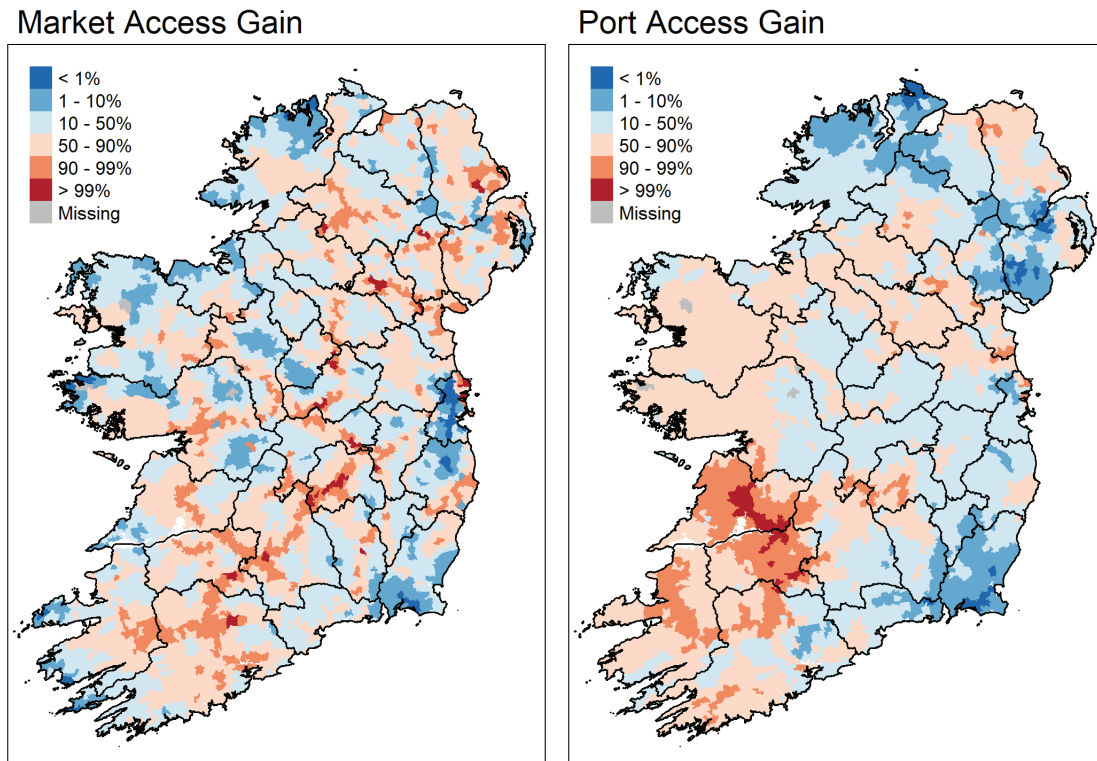 Market Access Gain
< 1%
1 - 10%
10 - 50%
50 - 90%
90 - 99%
> 99%
Missing
Port Access Gain
< 1%
1 - 10%
10 - 50%
50 - 90%
90 - 99%
> 99%
Missing